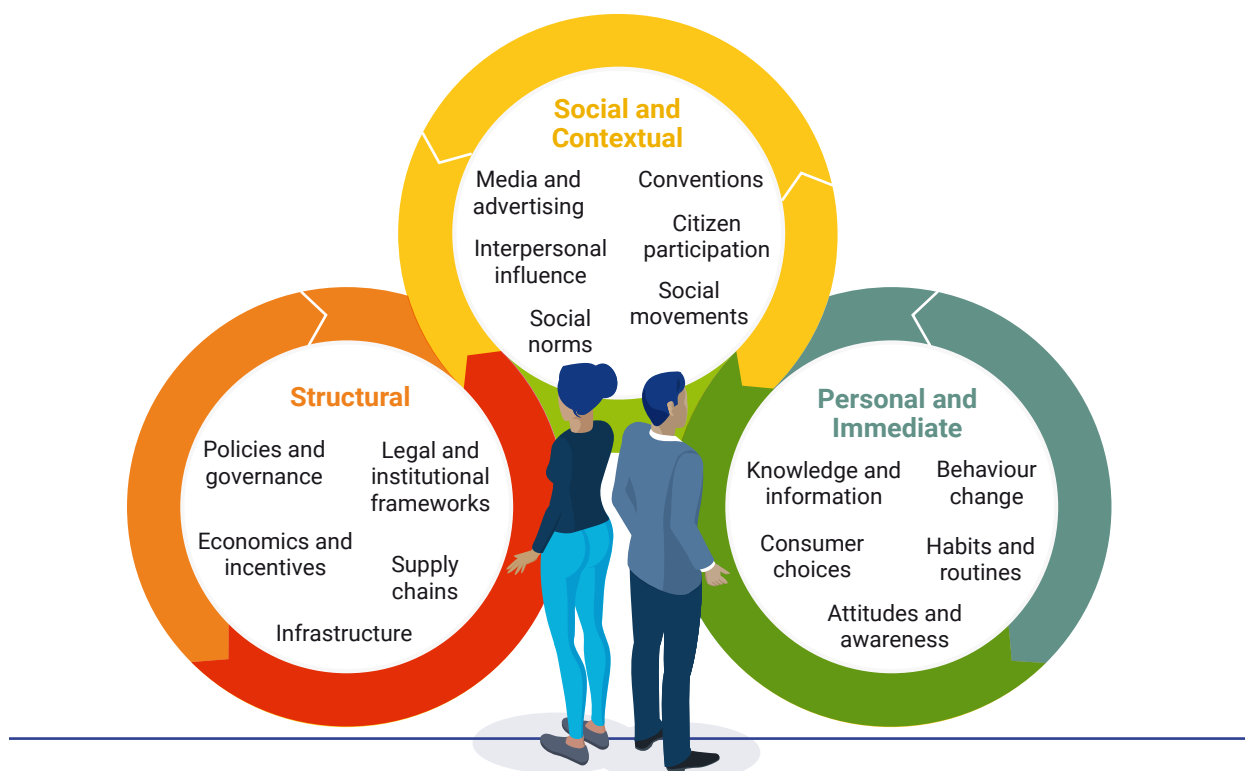 Social and
Contextual
Media and
advertising
Conventions
Citizen
participation
Interpersonal
influence
Social
movements
Social
norms
Structural
Policies and
governance
Legal and
institutional
frameworks
Economics and
incentives
Supply
chains
Infrastructure
Personal and
Immediate
Knowledge and
information
Behaviour
change
Consumer
choices
Habits and
routines
Attitudes and
awareness